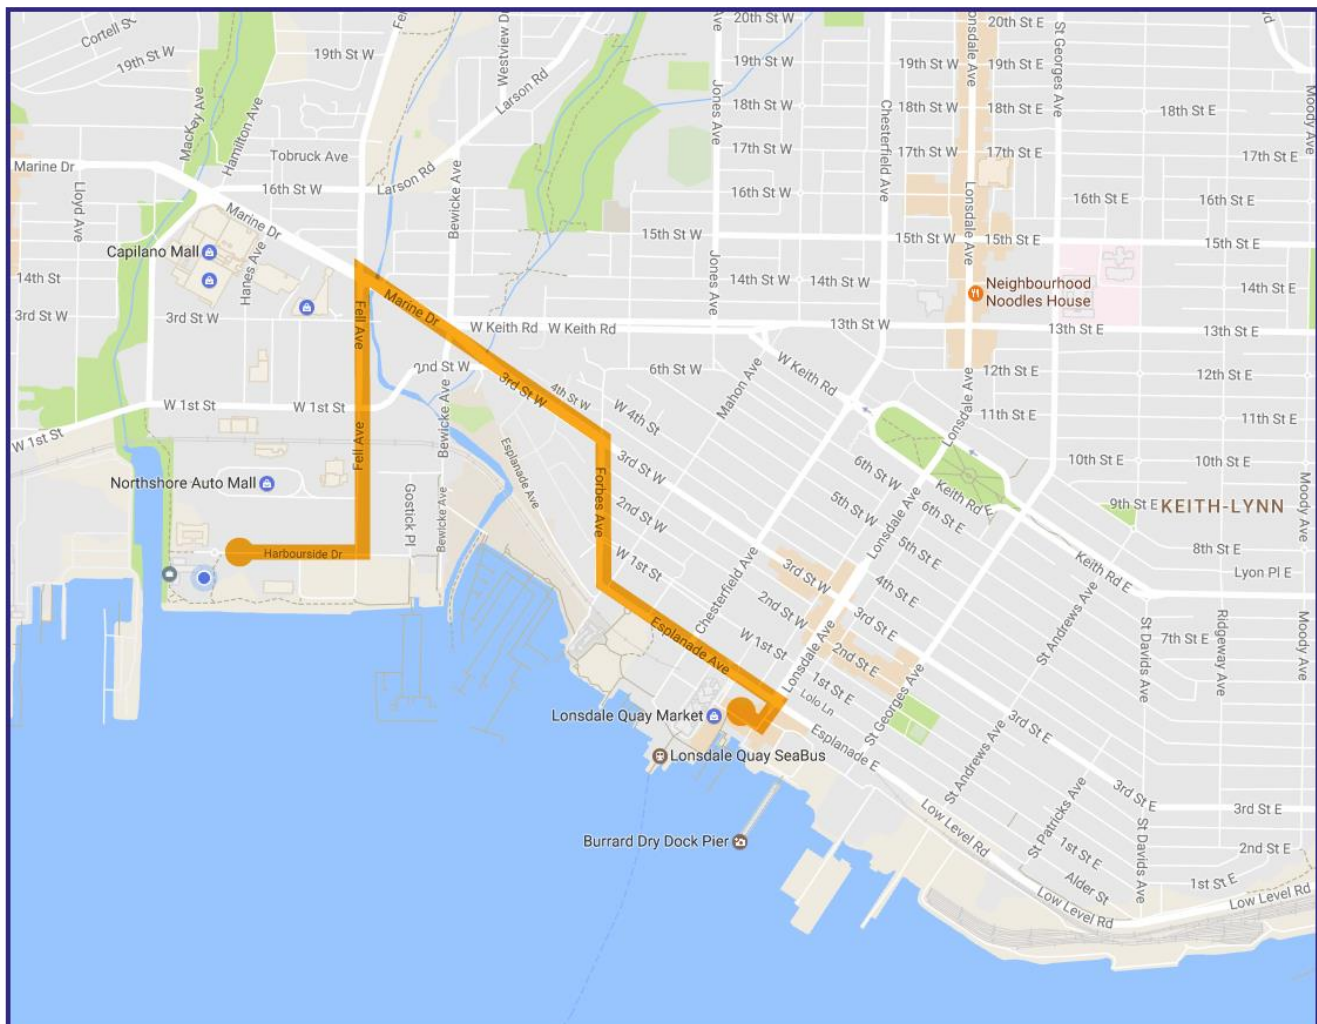 Cortell St
19th St W
19th St W
Westview Dr
Larson Rd
20th St W
20th St E
19th St W
19th St W
19th St E
18th St W
18th St W
18th St E
18th St E
17th St W
17th St W
17th St E
17th St E
16th St W
16th St E
15th St W
15th St W
15th St E
15th St E
14th St W
14th St W
14th St E
MacKay Ave
Hamilton Ave
Jones Ave
Chesterfield Ave
Lonsdale Ave
St Georges Ave
Moody Ave
Marine Dr
Tobruck Ave
16th St W
Larson Rd
Lloyd Ave
Marine Dr
Bewicke Ave
Jones Ave
Lonsdale Ave
Capilano Mall
Hanes Ave
14th St
3rd St W
3rd St W
Fell Ave
Marine Dr
W Keith Rd
W Keith Rd
13th St W
13th St E
13th St E
Neighbourhood
Noodles House
2nd St W
3rd St W
4th St W
6th St W
W 4th St
Mahon Ave
W Keith Rd
Lonsdale Ave
12th St E
12th St E
11th St E
11th St E
10th St E
10th St E
9th St E
KEITH-LYNN
8th St E
Lyon Pl E
W 1st St
W 1st St
W 1st St
Fell Ave
Bewicke Ave
Esplanade Ave
Forbes Ave
3rd St W
2nd St W
W 1st St
6th St W
5th St W
Lonsdale Ave
Keith Rd E
6th St E
5th St E
4th St E
Keith Rd E
Northshore Auto Mall
Gostick Pl
Bewicke Ave
Harbourside Dr
Chesterfield Ave
3rd St W
2nd St W
W 1st St
Esplanade Ave
Lonsdale Ave
3rd St E
2nd St E
1st St E
Lolo Ln
St Georges Ave
St Andrews Ave
St Davids Ave
7th St E
Ridgeway Ave
Moody Ave
Moody Ave
Lonsdale Quay Market
Lonsdale Quay SeaBus
Esplanade E
St Andrews Ave
3rd St E
3rd St E
3rd St E
Burrard Dry Dock Pier
Low Level Rd
St Patricks Ave
1st St E
St Davids Ave
2nd St E
1st St E
Alder St
Low Level Rd
Low Level Rd